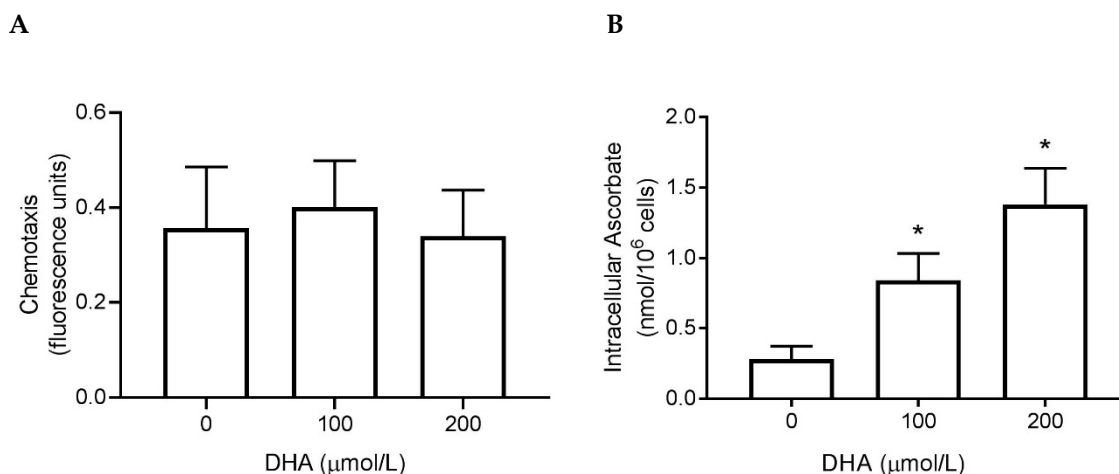 A
B
0.6
0.4
0.2
0.0
Chemotaxis
(fluorescence units)
0
100
200
DHA (μmol/L)
2.0
1.5
1.0
0.5
0.0
Intracellular Ascorbate
(nmol/10⁶ cells)
*
*
0
100
200
DHA (μmol/L)